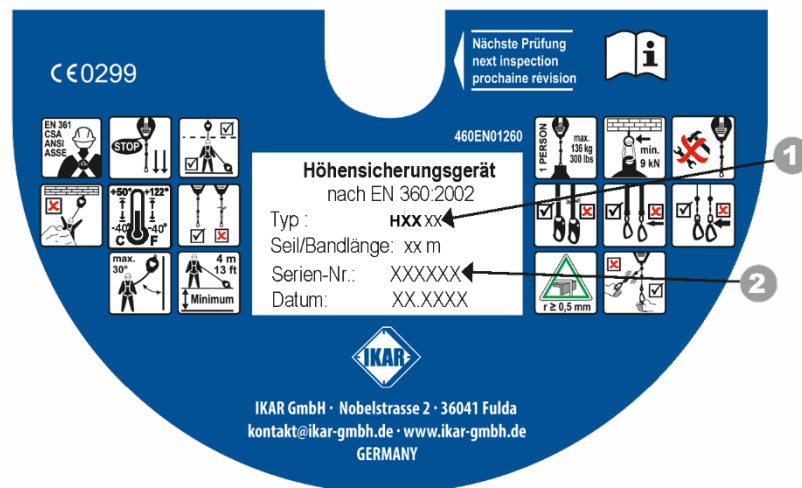 CE0299
Nächste Prüfung
next inspection
prochaine révision
i
460EN01260
EN 361
CSA
ANSI
ASSE
STOP
+50° +122°
-40° -40°
C F
max.
30°
4 m
13 ft
Minimum
Höhensicherungsgerät
nach EN 360:2002
Typ : HXX xx
Seil/Bandlänge: xx m
Serien-Nr.: XXXXXX
Datum: XX.XXXX
1 PERSON
max.
136 kg
300 lbs
min.
9 kN
r ≥ 0,5 mm
1
2
IKAR
IKAR GmbH · Nobelstrasse 2 · 36041 Fulda
kontakt@ikar-gmbh.de · www.ikar-gmbh.de
GERMANY